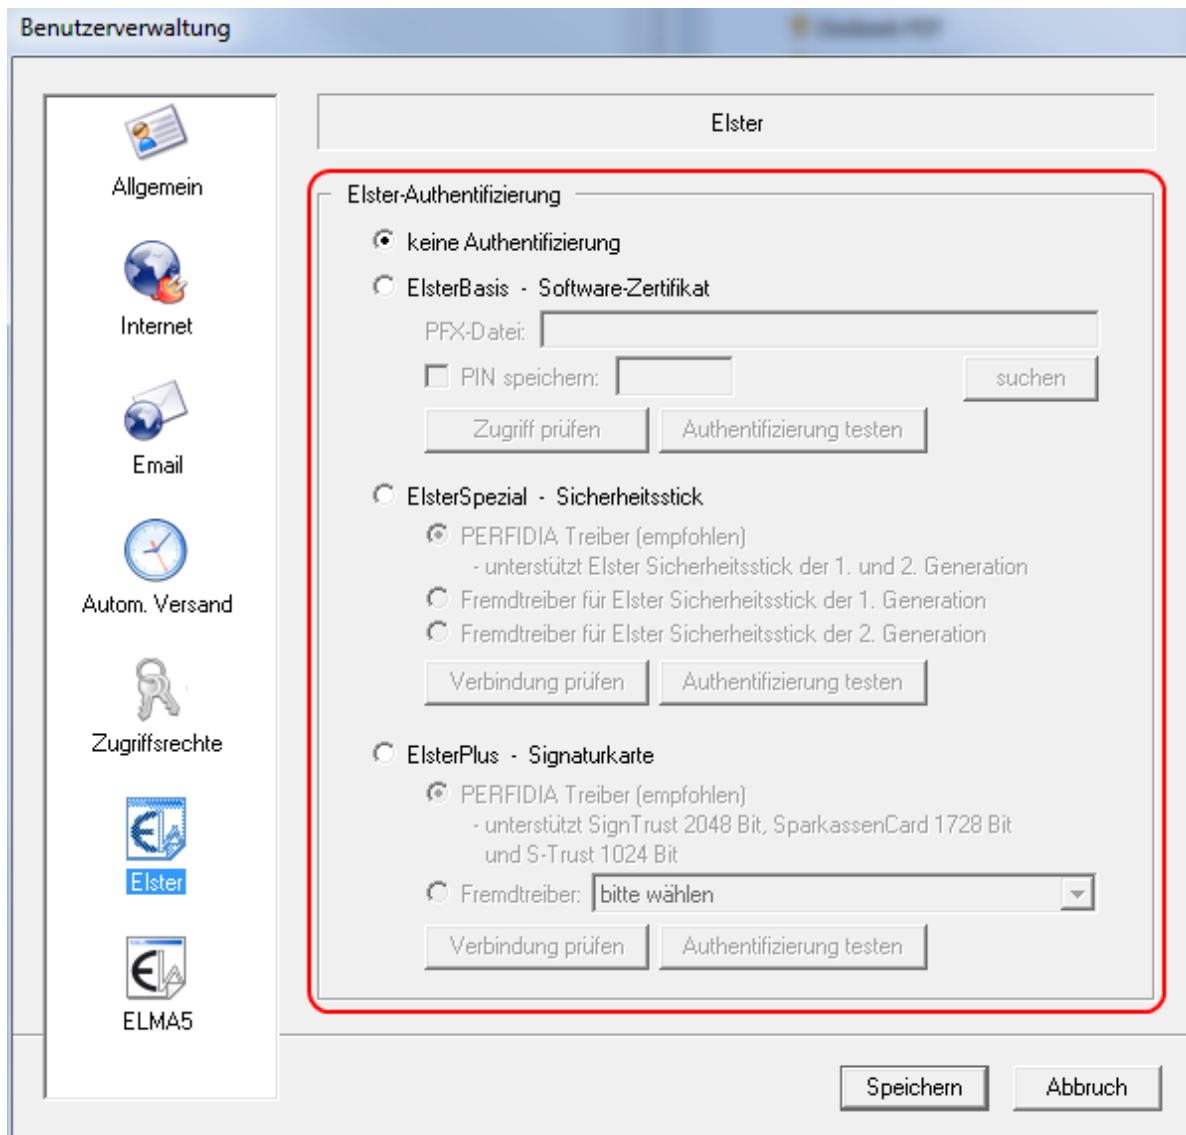 Benutzerverwaltung
Allgemein
Internet
Email
Autom. Versand
Zugriffsrechte
Elster
ELMA5
Elster
Elster-Authentifizierung
keine Authentifizierung
ElsterBasis - Software-Zertifikat
PFX-Datei:
PIN speichern:
suchen
Zugriff prüfen
Authentifizierung testen
ElsterSpezial - Sicherheitsstick
PERFIDIA Treiber (empfohlen)
- unterstützt Elster Sicherheitsstick der 1. und 2. Generation
Fremdtreiber für Elster Sicherheitsstick der 1. Generation
Fremdtreiber für Elster Sicherheitsstick der 2. Generation
Verbindung prüfen
Authentifizierung testen
ElsterPlus - Signaturkarte
PERFIDIA Treiber (empfohlen)
- unterstützt SignTrust 2048 Bit, SparkassenCard 1728 Bit
und S-Trust 1024 Bit
Fremdtreiber: bitte wählen
Verbindung prüfen
Authentifizierung testen
Speichern
Abbruch